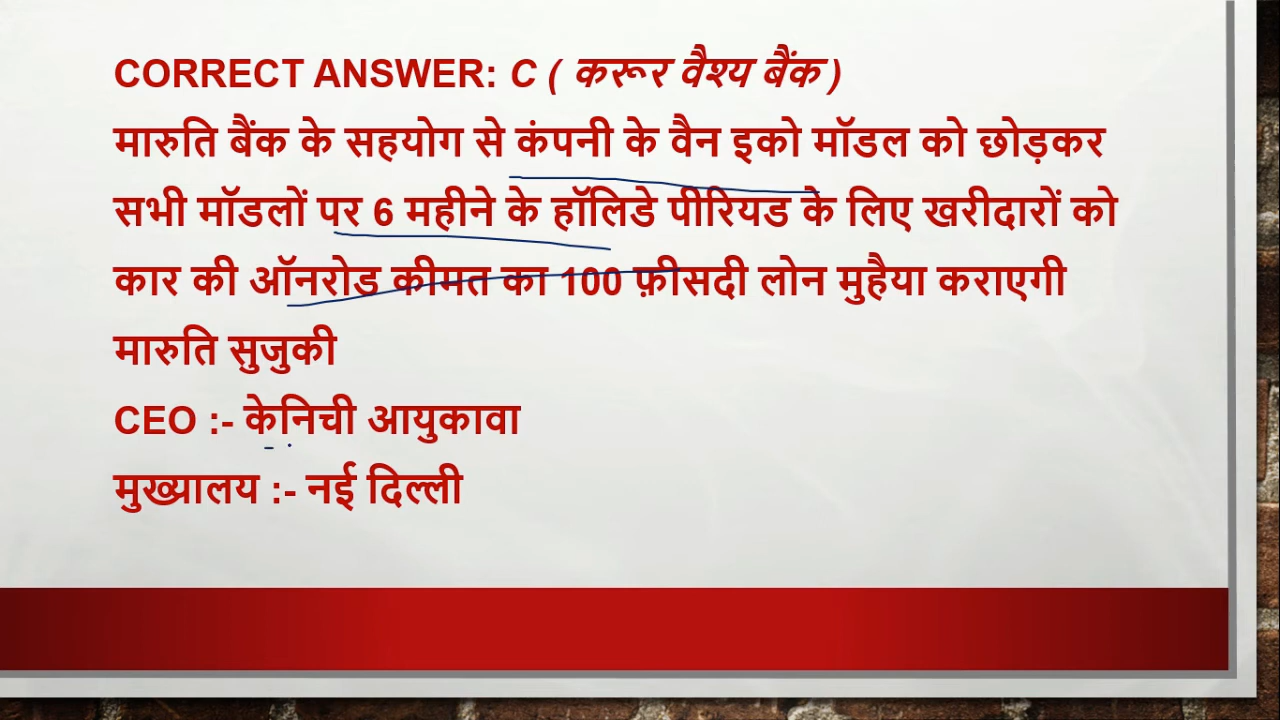 CORRECT ANSWER: C ( करूर वैश्य बैंक )
मारुति बैंक के सहयोग से कंपनी के वैन इको मॉडल को छोड़कर
सभी मॉडलों पर 6 महीने के हॉलिडे पीरियड के लिए खरीदारों को
कार की ऑनरोड कीमत का 100 फ़ीसदी लोन मुहैया कराएगी
मारुति सुजुकी
CEO :- केनिची आयुकावा
मुख्यालय :- नई दिल्ली